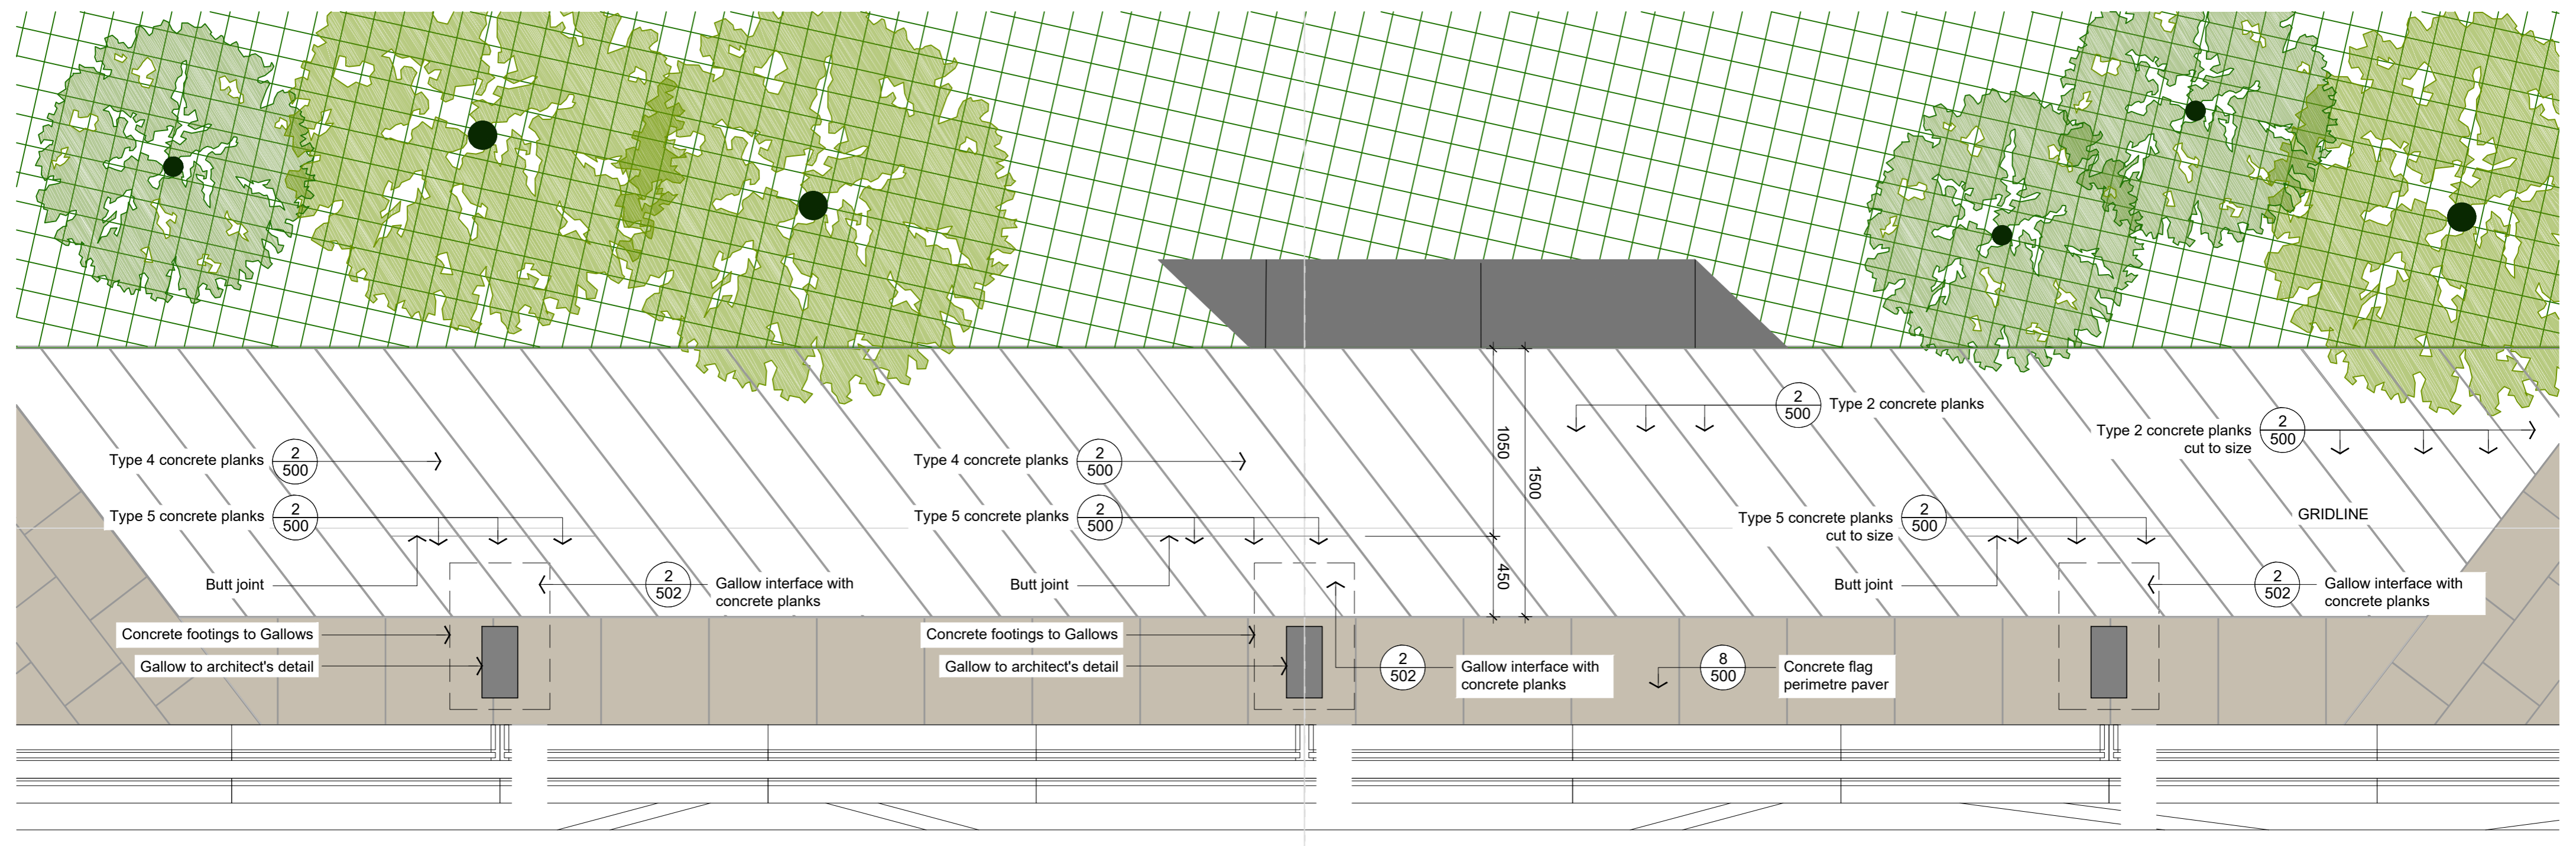 2
500
Type 2 concrete planks
Type 2 concrete planks
cut to size
2
500
Type 4 concrete planks
2
500
Type 4 concrete planks
2
500
1050
1500
Type 5 concrete planks
2
500
Type 5 concrete planks
2
500
Type 5 concrete planks
cut to size
2
500
GRIDLINE
Butt joint
2
502
Gallow interface with
concrete planks
Butt joint
450
Butt joint
2
502
Gallow interface with
concrete planks
Concrete footings to Gallows
Gallow to architect's detail
Concrete footings to Gallows
Gallow to architect's detail
2
502
Gallow interface with
concrete planks
8
500
Concrete flag
perimetre paver